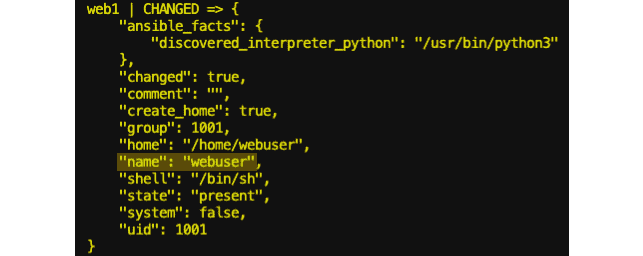 web1 | CHANGED => {
    "ansible_facts": {
        "discovered_interpreter_python": "/usr/bin/python3"
    },
    "changed": true,
    "comment": "",
    "create_home": true,
    "group": 1001,
    "home": "/home/webuser",
    "name": "webuser",
    "shell": "/bin/sh",
    "state": "present",
    "system": false,
    "uid": 1001
}